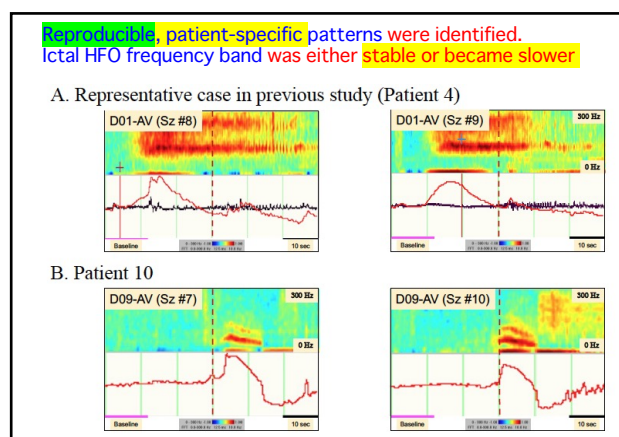 Reproducible, patient-specific patterns were identified.
Ictal HFO frequency band was either stable or became slower
A. Representative case in previous study (Patient 4)
D01-AV (Sz #8)
Baseline
10 sec
D01-AV (Sz #9)
300 Hz
0 Hz
Baseline
10 sec
B. Patient 10
D09-AV (Sz #7)
300 Hz
0 Hz
Baseline
10 sec
D09-AV (Sz #10)
300 Hz
0 Hz
Baseline
10 sec